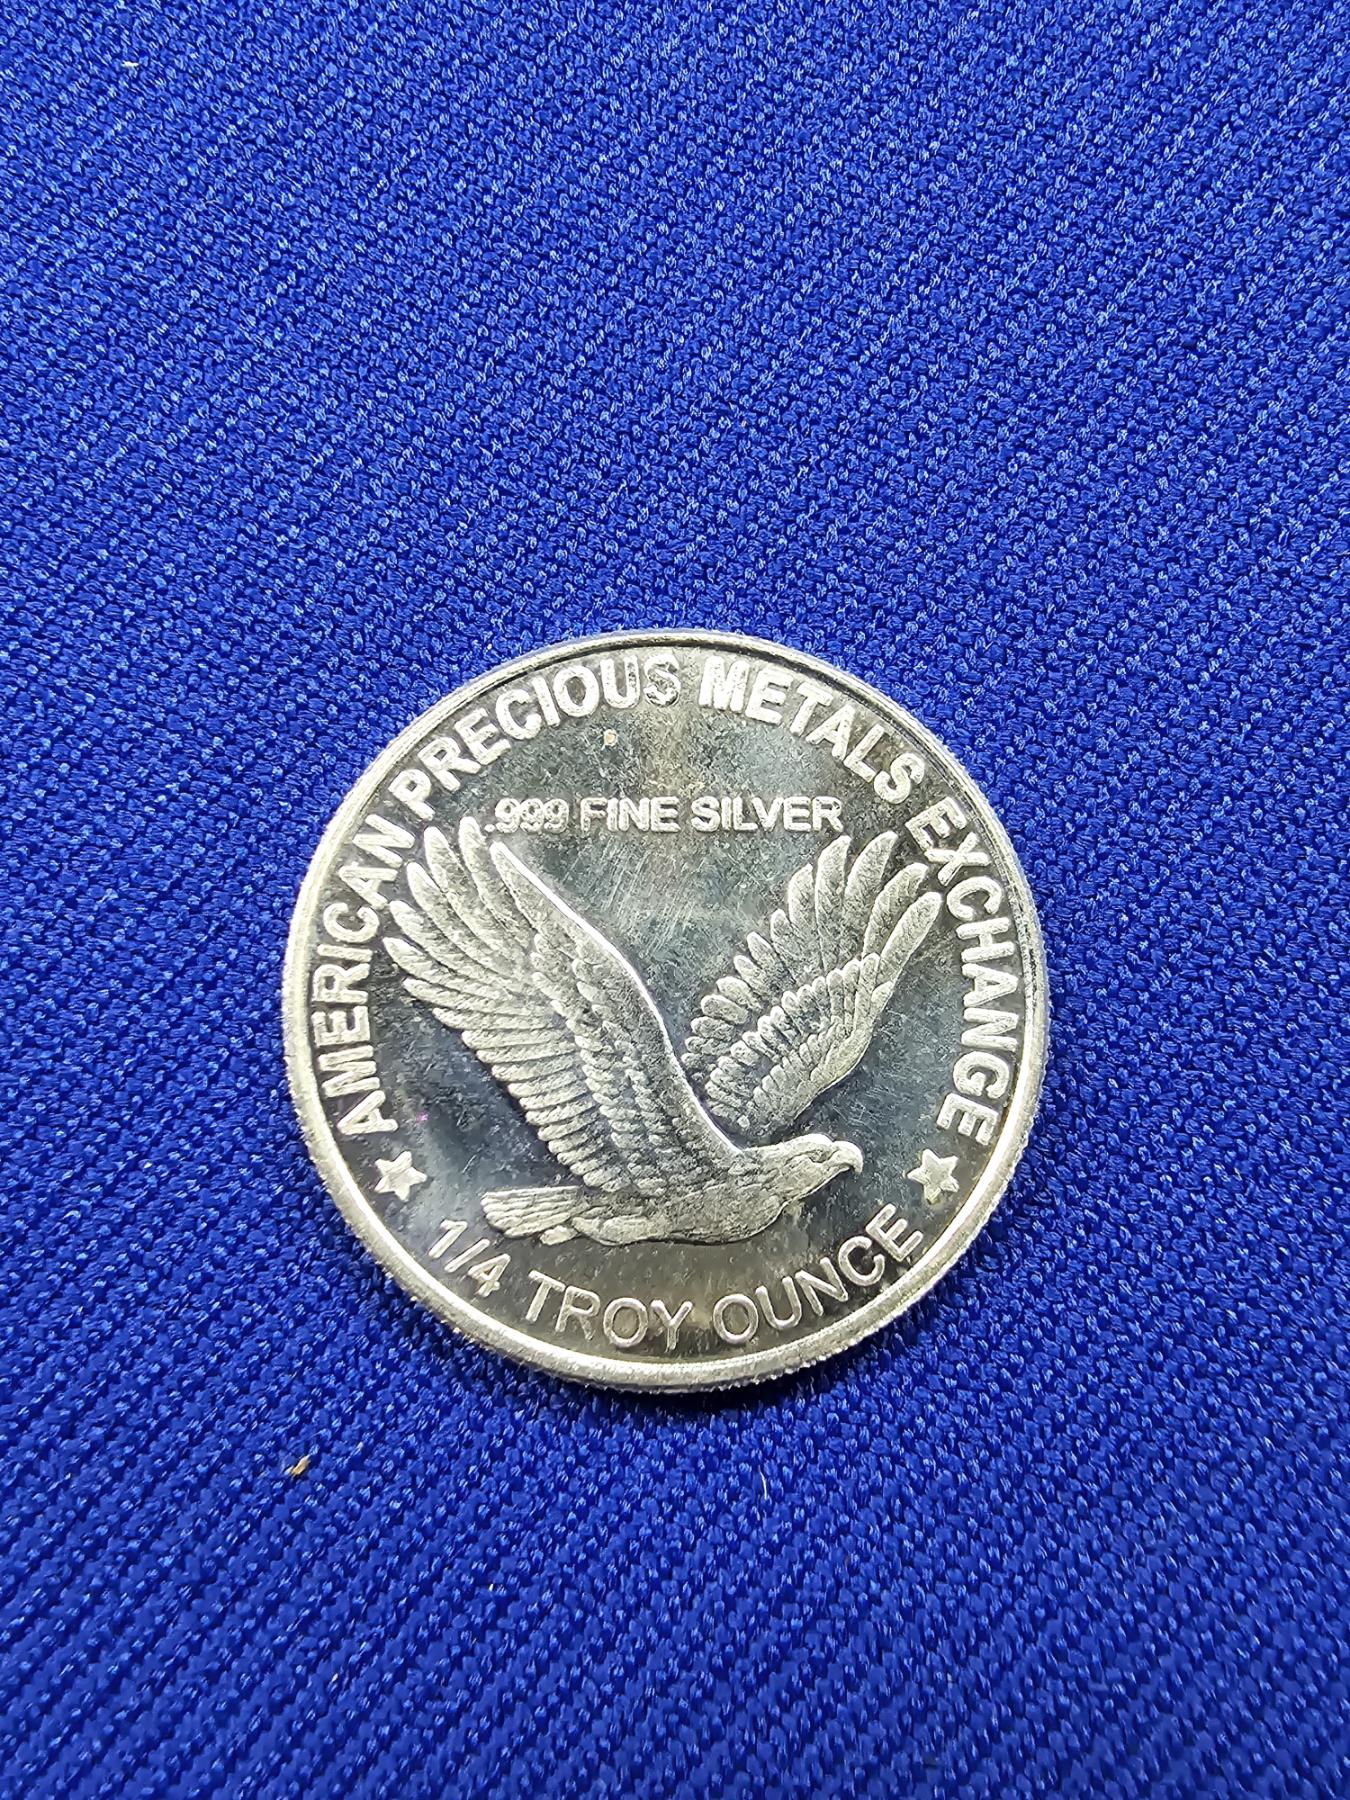 AMERICAN PRECIOUS METALS EXCHANGE
.999 FINE SILVER
1/4 TROY OUNCE